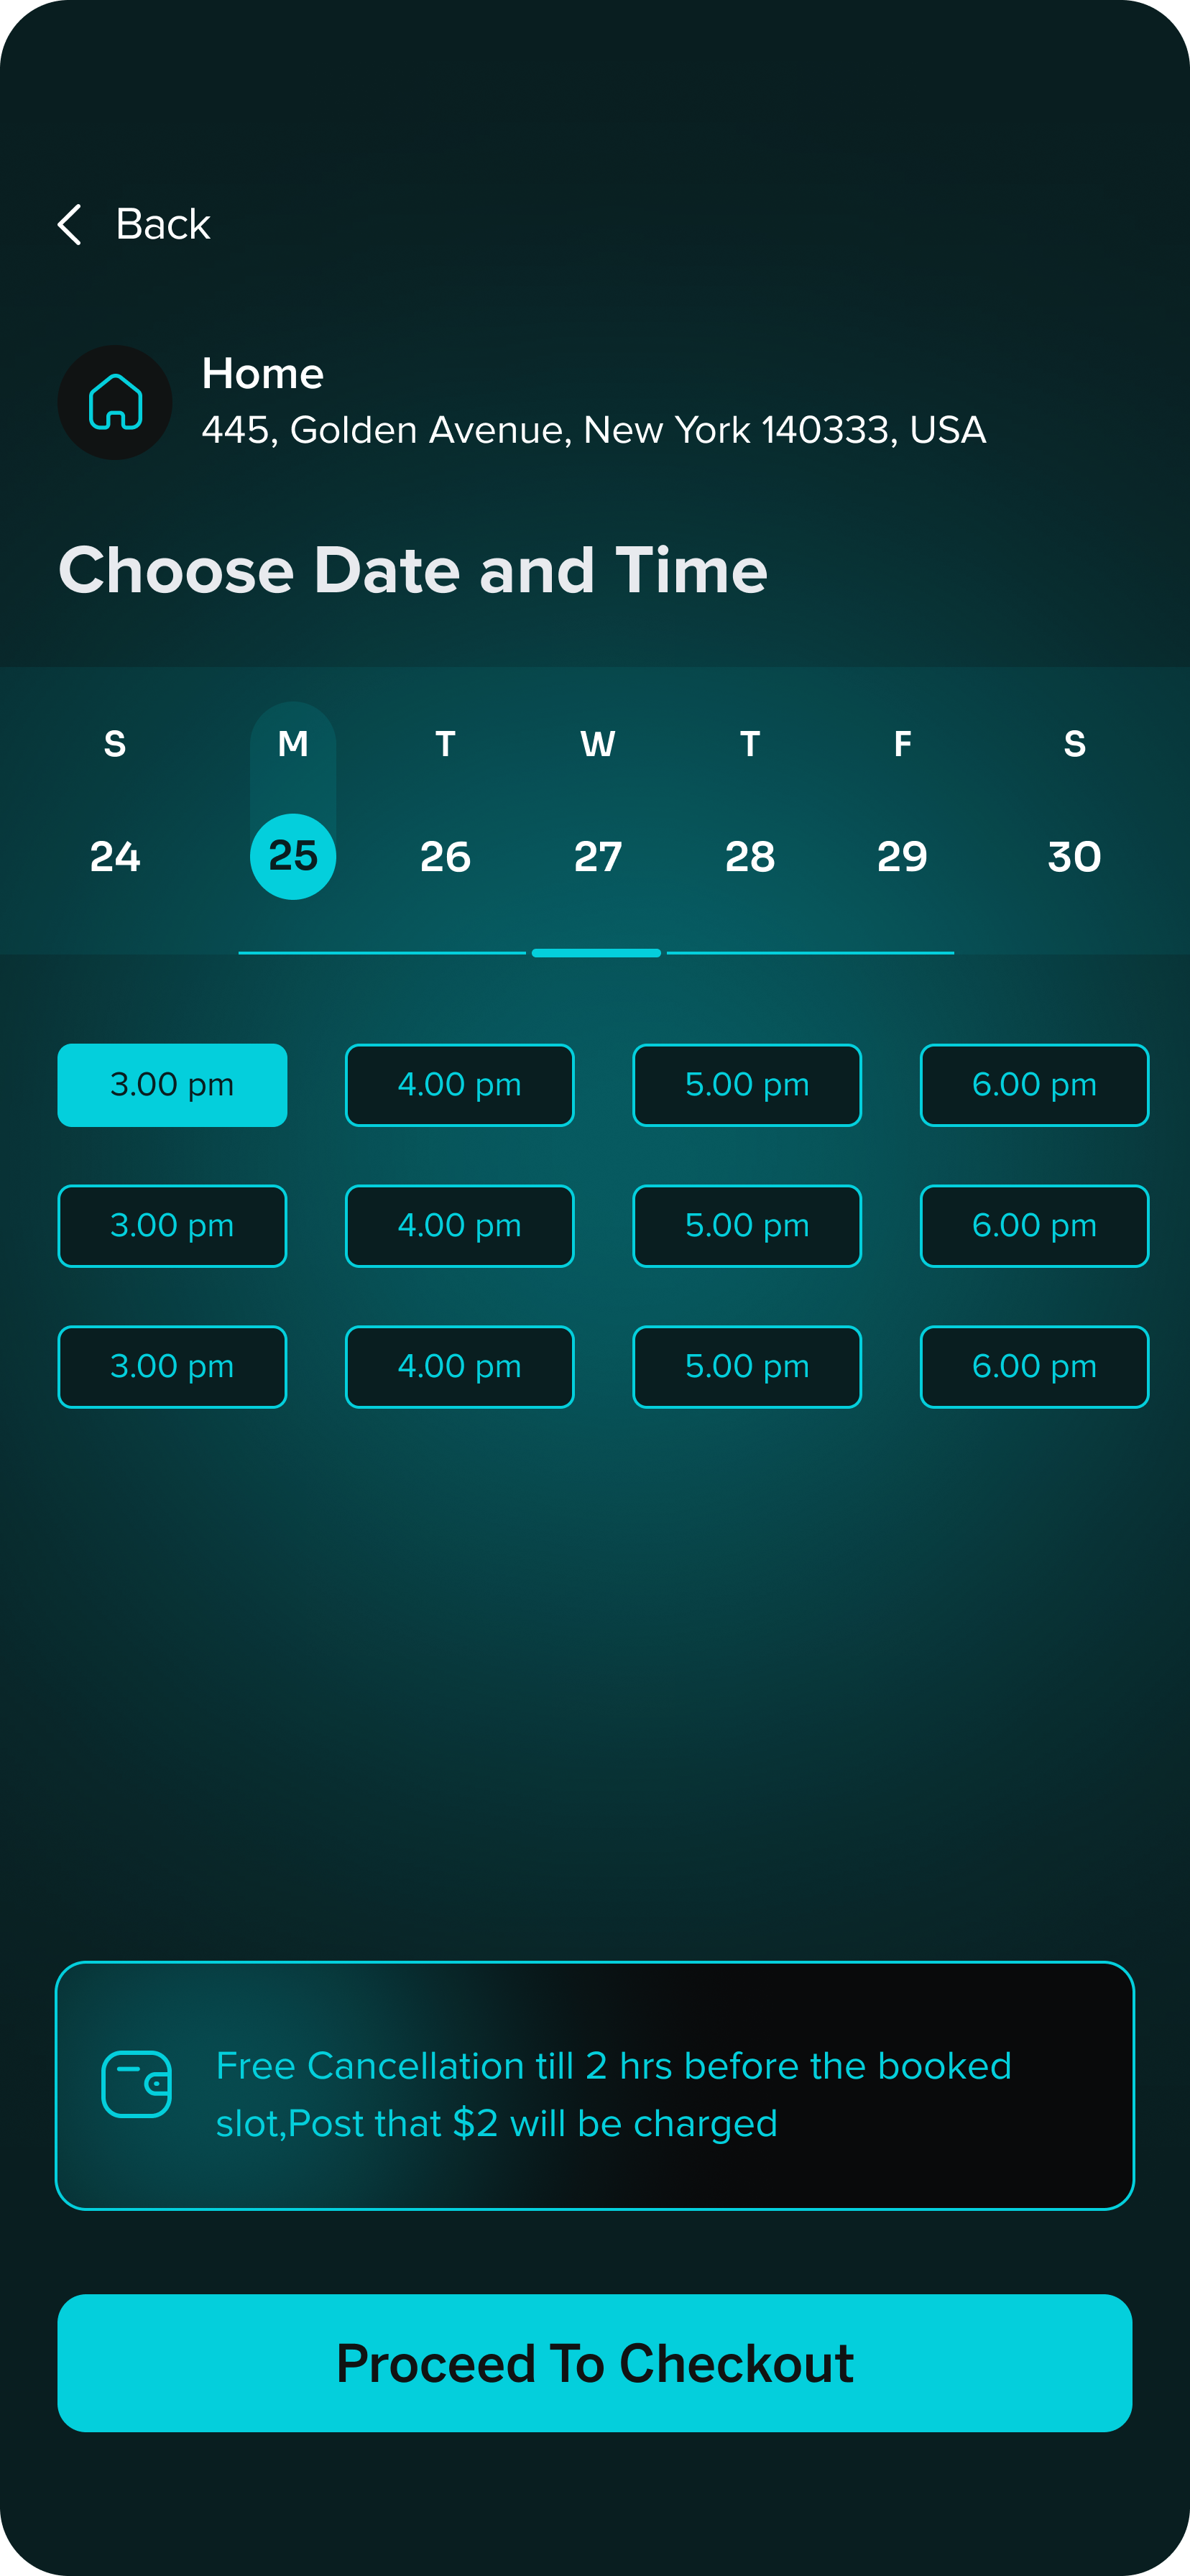 Back
Home
445, Golden Avenue, New York 140333, USA
Choose Date and Time
S M T W T F S
24 25 26 27 28 29 30
3.00 pm 4.00 pm 5.00 pm 6.00 pm
3.00 pm 4.00 pm 5.00 pm 6.00 pm
3.00 pm 4.00 pm 5.00 pm 6.00 pm
Free Cancellation till 2 hrs before the booked
slot,Post that $2 will be charged
Proceed To Checkout